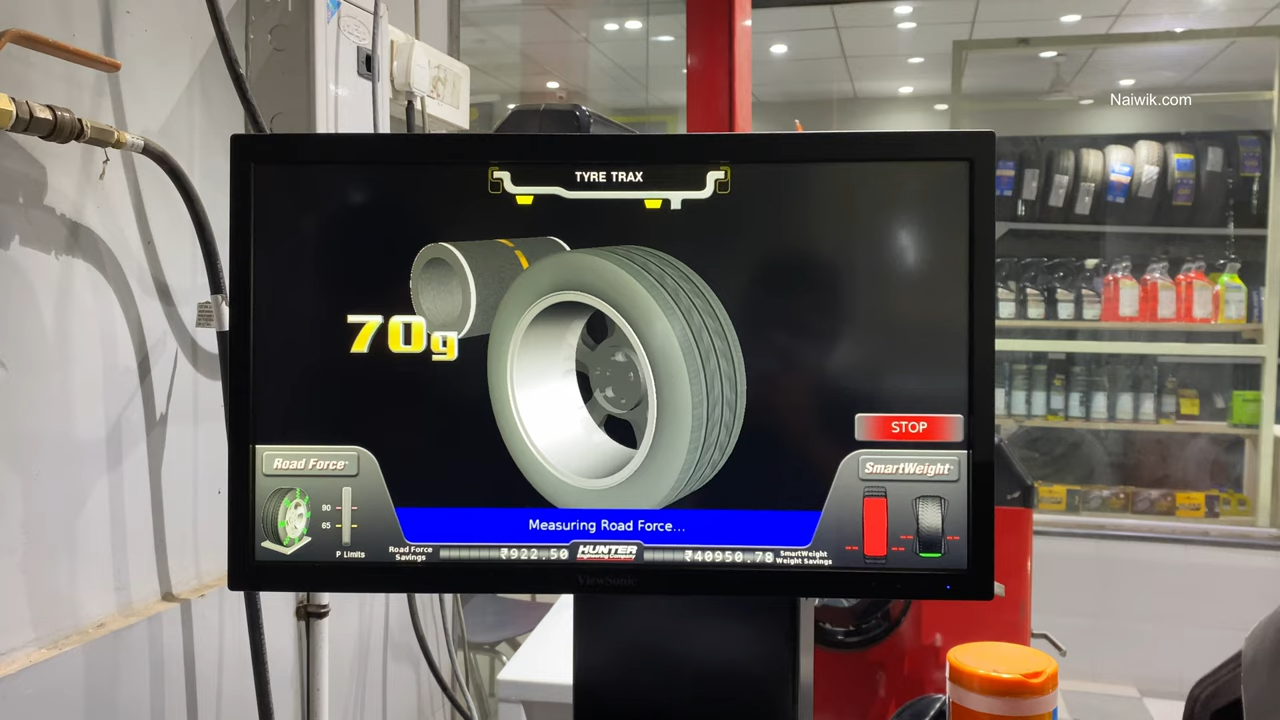 Naiwik.com
TYRE TRAX
70g
STOP
Road Force
SmartWeight
90
65
P Limits
Measuring Road Force...
Road Force
Savings
₹922.50
HUNTER
Engineering Company
₹40950.78
SmartWeight
Weight Savings
ViewSonic